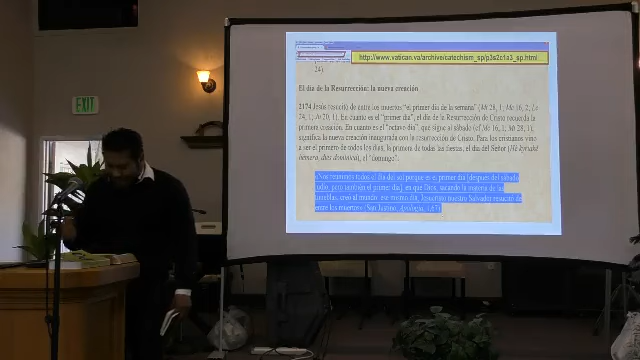 EXIT
http://www.vatican.va/archive/catechism_sp/p3s2c1a3_sp.html
24).
El día de la Resurrección: la nueva creación
2174 Jesús resucitó de entre los muertos "el primer día de la semana" (Mt 28, 1; Mc 16, 2; Lc
24, 1; Jn 20, 1). En cuanto es el "primer día", el día de la Resurrección de Cristo recuerda la
primera creación. En cuanto es el "octavo día", que sigue al sábado (cf Mc 16, 1; Mt 28, 1),
significa la nueva creación inaugurada con la resurrección de Cristo. Para los cristianos vino
a ser el primero de todos los días, la primera de todas las fiestas, el día del Señor (Hé kyriaké
hémera, dies dominica), el "domingo".
«Nos reunimos todos el día del sol porque es el primer día (después del sábado
judío, pero también el primer día), en que Dios, sacando la materia de las
tinieblas, creó al mundo; ese mismo día, Jesucristo nuestro Salvador resucitó de
entre los muertos» (San Justino, Apologia, 1,67).